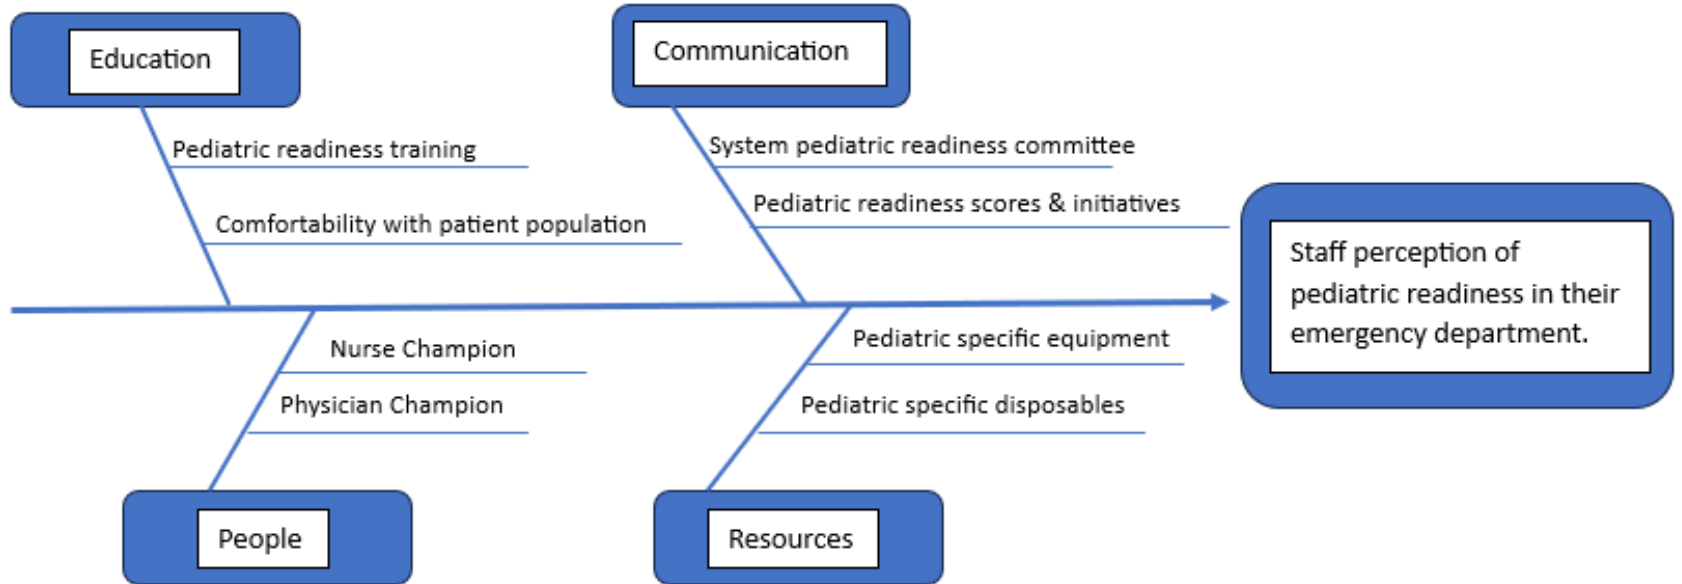 Education
Communication
Pediatric readiness training
System pediatric readiness committee
Comfortability with patient population
Pediatric readiness scores & initiatives
Staff perception of
pediatric readiness in their
emergency department.
Nurse Champion
Pediatric specific equipment
Physician Champion
Pediatric specific disposables
People
Resources